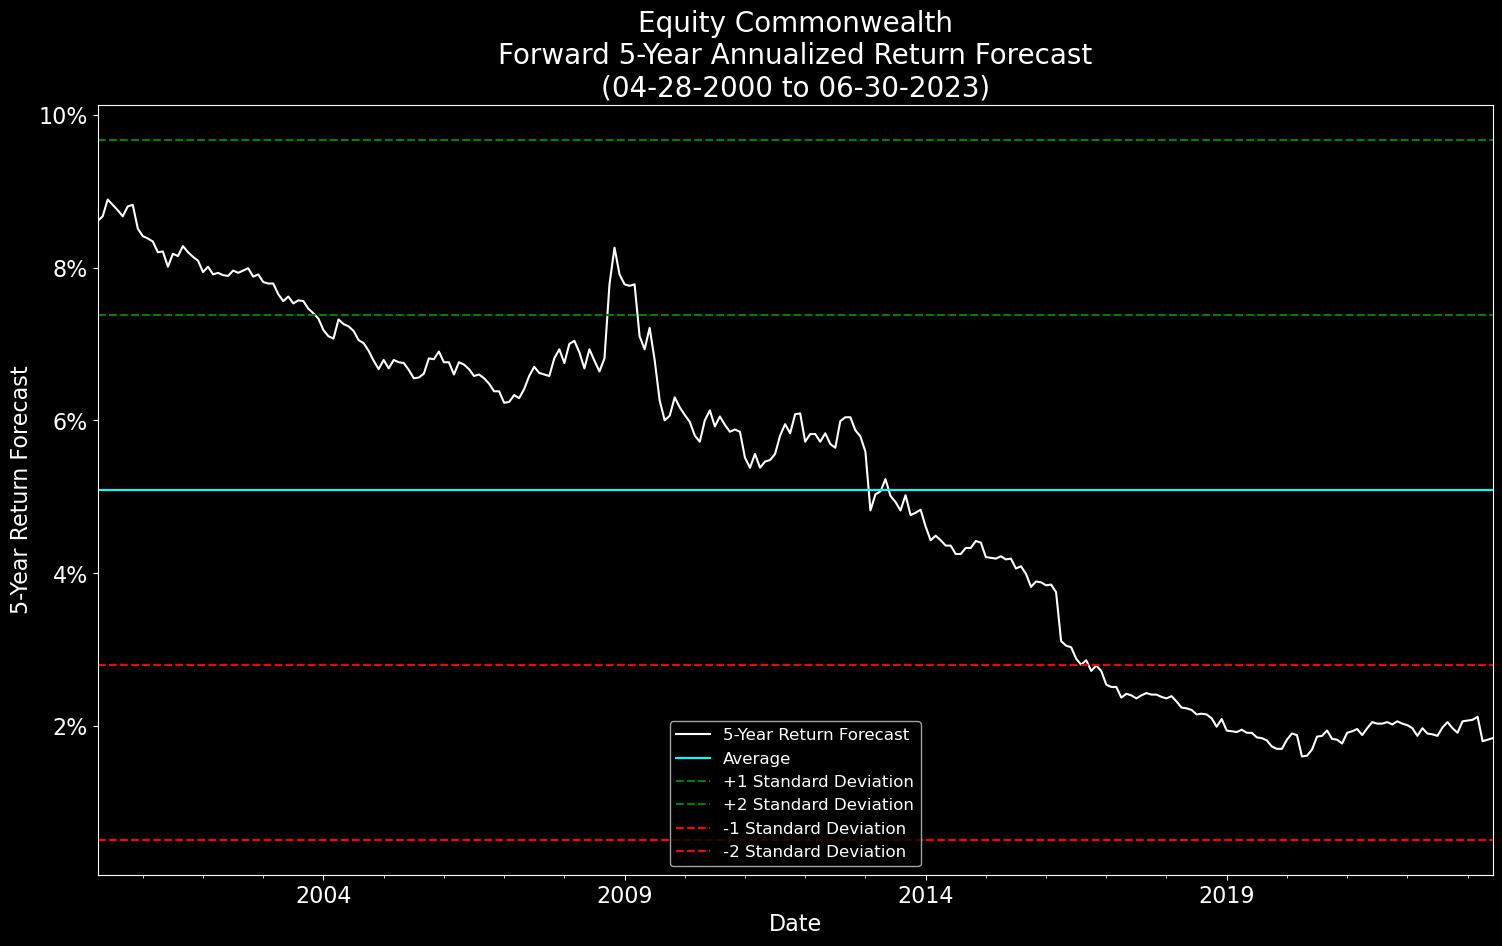 Equity Commonwealth
Forward 5-Year Annualized Return Forecast
(04-28-2000 to 06-30-2023)
10%
8%
6%
4%
2%
5-Year Return Forecast
5-Year Return Forecast
Average
+1 Standard Deviation
+2 Standard Deviation
-1 Standard Deviation
-2 Standard Deviation
2004
2009
2014
2019
Date